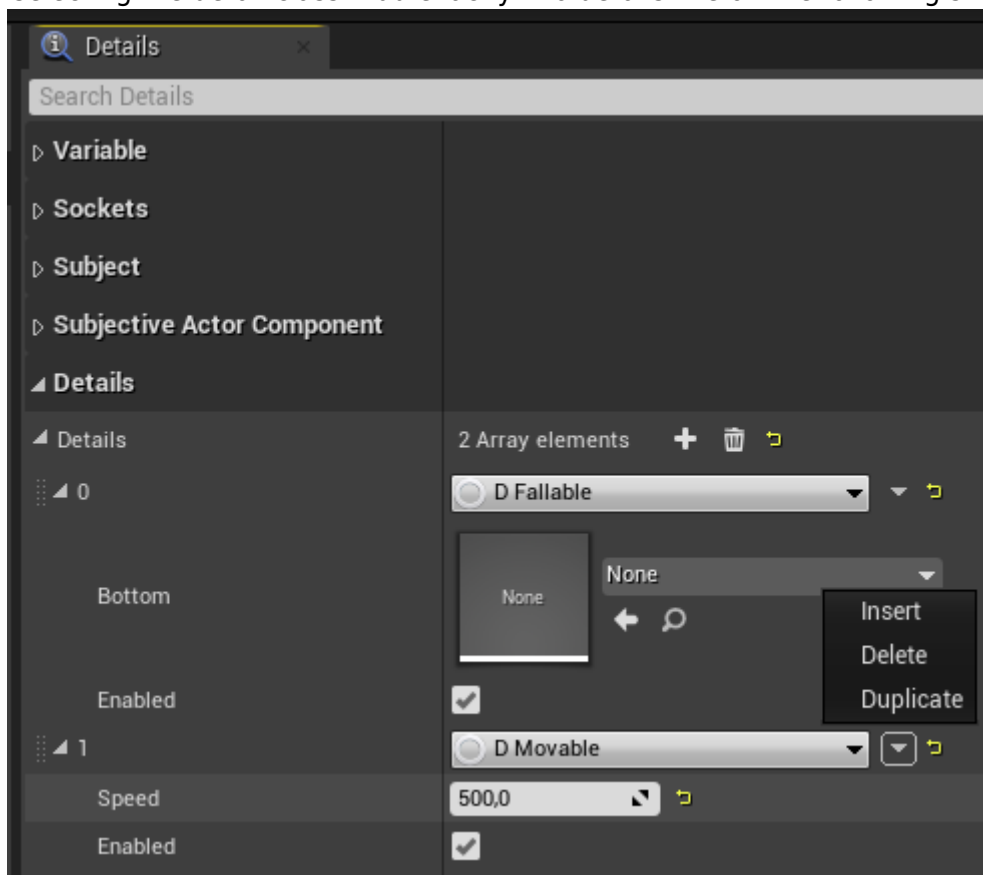 Details
Search Details
Variable
Sockets
Subject
Subjective Actor Component
Details
Details 2 Array elements
0 D Fallable
Bottom None None
Insert
Delete
Duplicate
Enabled
1 D Movable
Speed 500,0
Enabled